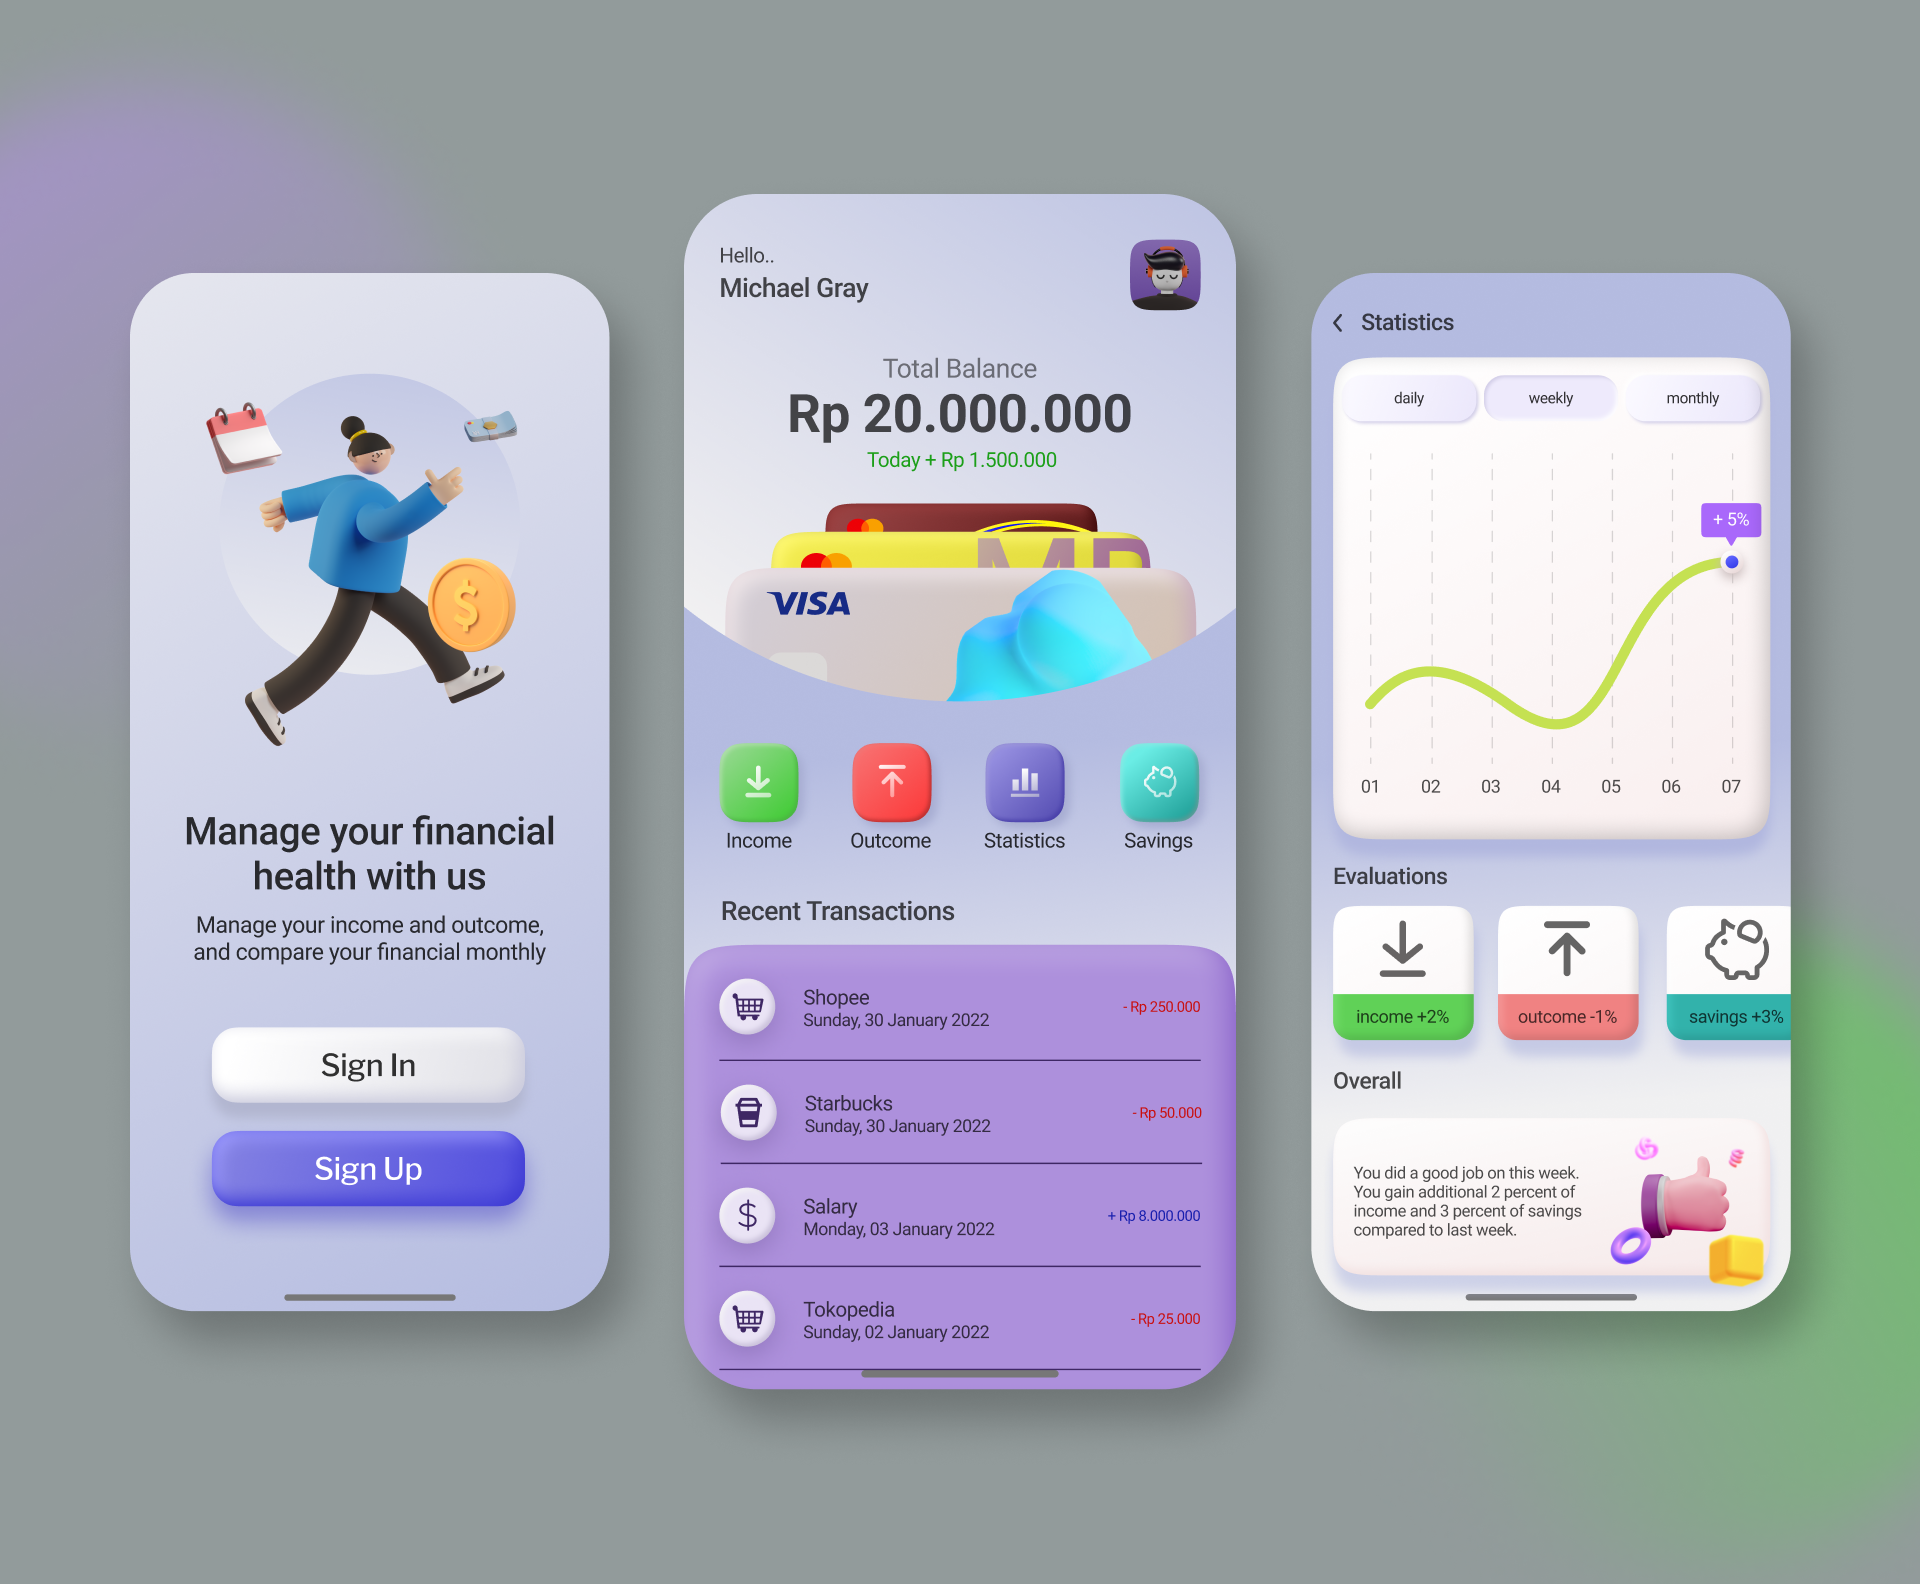 Manage your financial
health with us
Manage your income and outcome,
and compare your financial monthly
Sign In
Sign Up
Hello..
Michael Gray
Total Balance
Rp 20.000.000
Today + Rp 1.500.000
VISA
Income
Outcome
Statistics
Savings
Recent Transactions
Shopee
Sunday, 30 January 2022
- Rp 250.000
Starbucks
Sunday, 30 January 2022
- Rp 50.000
Salary
Monday, 03 January 2022
+ Rp 8.000.000
Tokopedia
Sunday, 02 January 2022
- Rp 25.000
Statistics
daily
weekly
monthly
+ 5%
01 02 03 04 05 06 07
Evaluations
income +2%
outcome -1%
savings +3%
Overall
You did a good job on this week.
You gain additional 2 percent of
income and 3 percent of savings
compared to last week.